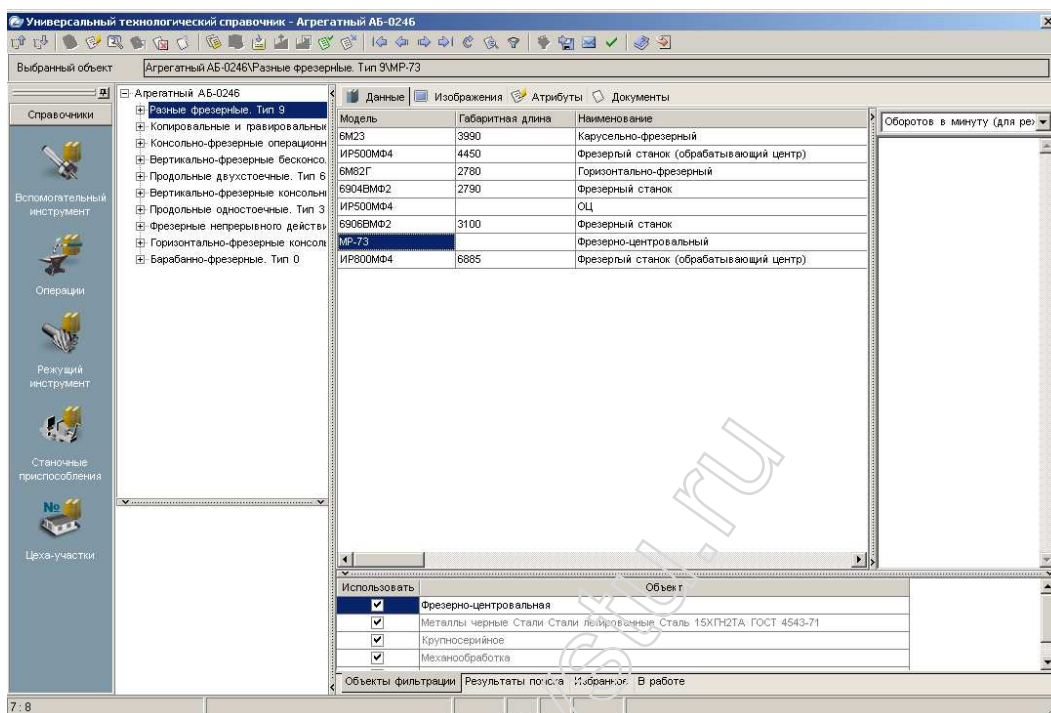 Универсальный технологический справочник - Агрегатный АБ-0246
Выбранный объект
Агрегатный АБ-0246\Разные фрезерные. Тип 9\МР-73
Справочники
Вспомогательный
инструмент
Операции
Режущий
инструмент
Станочные
приспособления
Цеха-участки
Агрегатный АБ-0246
Разные фрезерные. Тип 9
Копировальные и гравировальные
Консольно-фрезерные операционн
Вертикально-фрезерные бесконсо.
Продольные двухстоечные. Тип 6
Вертикально-фрезерные консольн
Продольные одностоечные. Тип 3
Фрезерные непрерывного действи
Горизонтально-фрезерные консоль
Барабанно-фрезерные. Тип 0
Данные Изображения Атрибуты Документы
Модель Габаритная длина Наименование
6М23 3990 Карусельно-фрезерный
ИР500МФ4 4450 Фрезерный станок (обрабатывающий центр)
6М82Г 2780 Горизонтально-фрезерный
6904ВМФ2 2790 Фрезерный станок
ИР500МФ4 ОЦ
6906ВМФ2 3100 Фрезерный станок
МР-73 Фрезерно-центровальный
ИР800МФ4 6885 Фрезерный станок (обрабатывающий центр)
Оборотов в минуту (для реж
Использовать Объект
Фрезерно-центровальная
Металлы черные Стали Стали легированные Сталь 15ХГН2ТА ГОСТ 4543-71
Крупносерийное
Механообработка
Объекты фильтрации Результаты поиска Избранное В работе
7 : 8